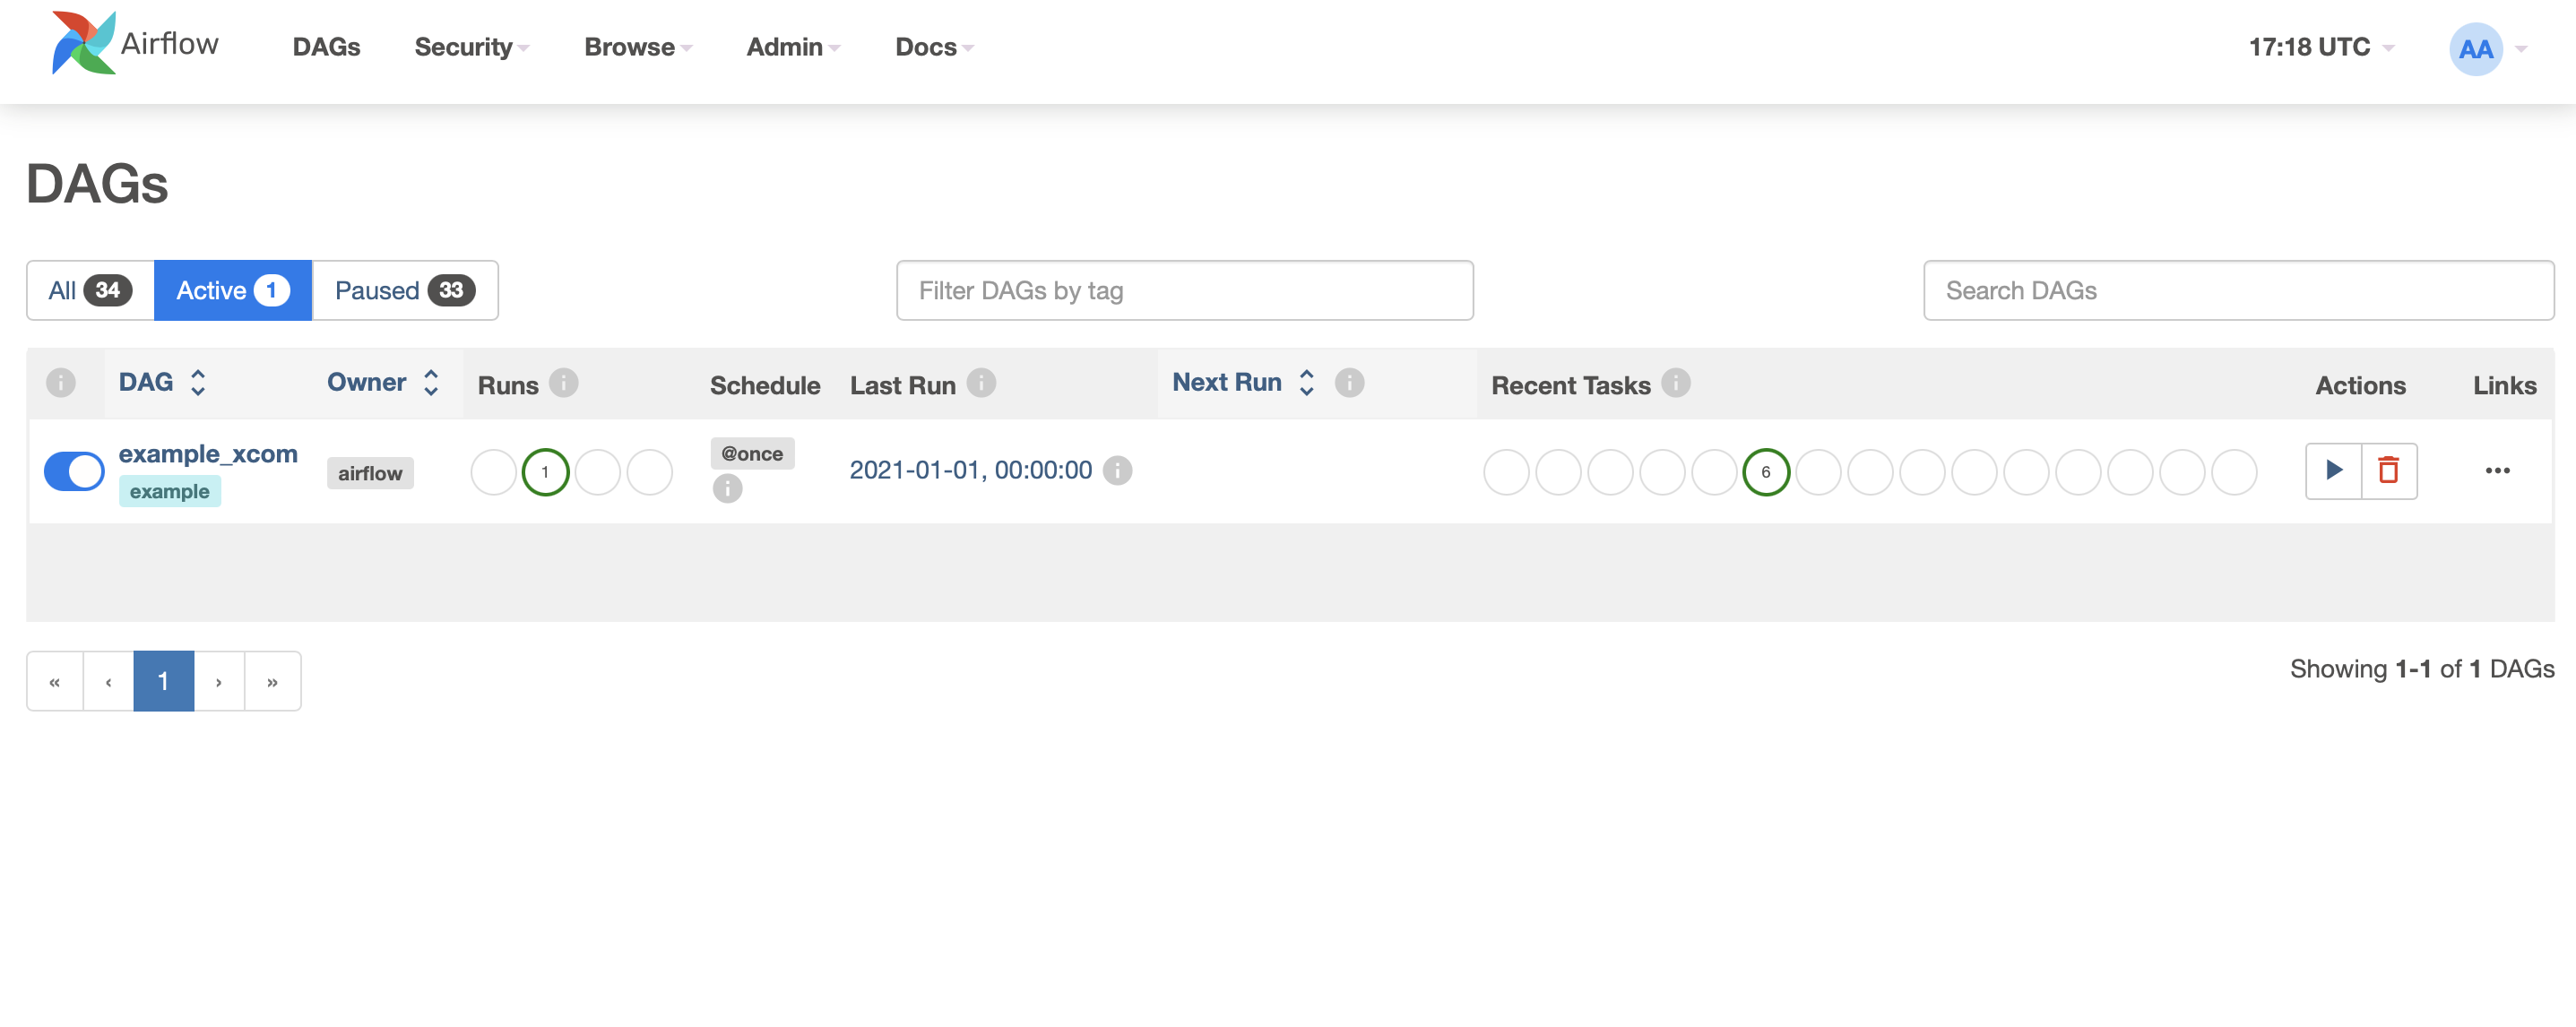 Airflow DAGs Security Browse Admin Docs 17:18 UTC AA
DAGs
All 34 Active 1 Paused 33 Filter DAGs by tag Search DAGs
i DAG Owner Runs i Schedule Last Run i Next Run i Recent Tasks i Actions Links
example_xcom airflow 1 @once 2021-01-01, 00:00:00 i 6 ...
example i
« ‹ 1 › » Showing 1-1 of 1 DAGs